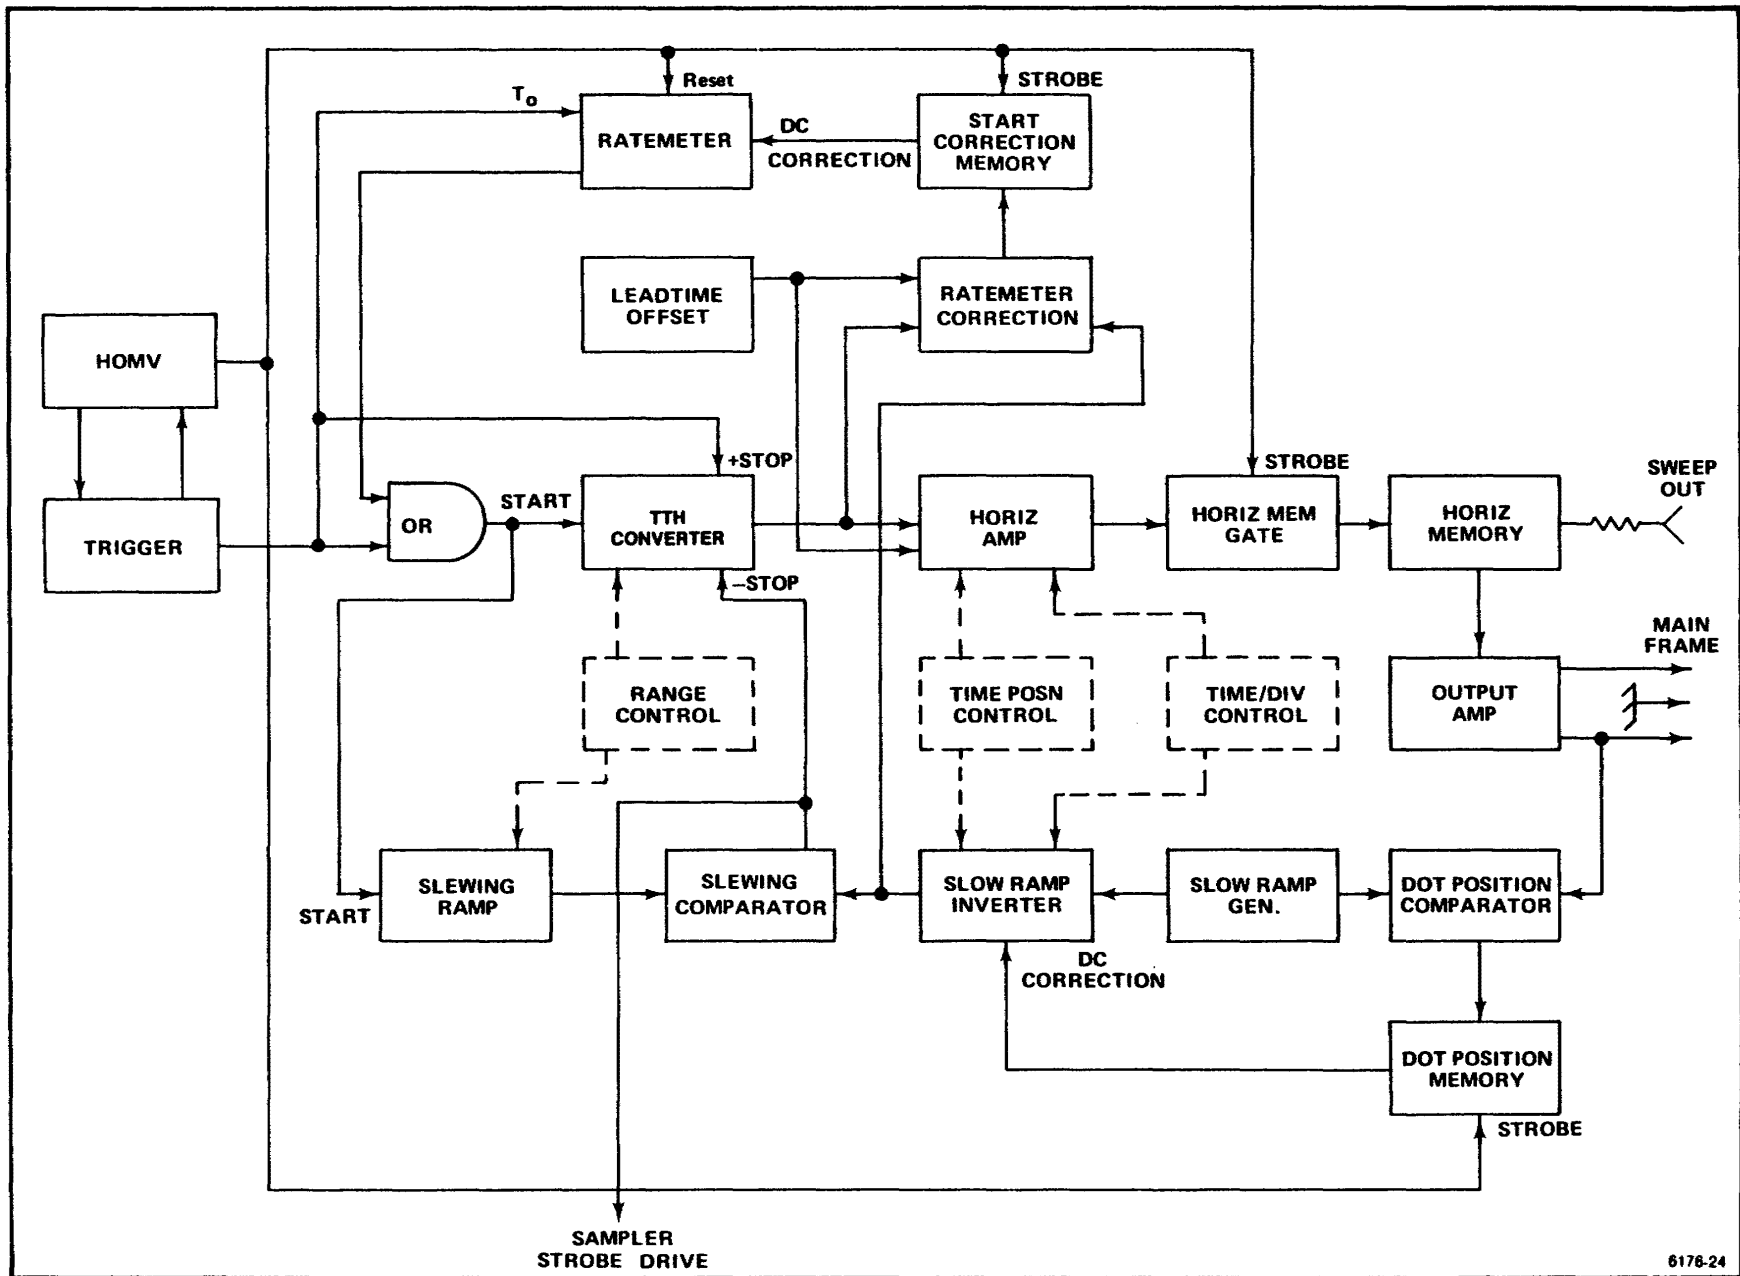 Reset
STROBE
T₀
RATEMETER
DC
CORRECTION
START
CORRECTION
MEMORY
LEADTIME
OFFSET
RATEMETER
CORRECTION
HOMV
TRIGGER
OR
START
+STOP
TTH
CONVERTER
–STOP
HORIZ
AMP
STROBE
HORIZ MEM
GATE
HORIZ
MEMORY
SWEEP
OUT
RANGE
CONTROL
TIME POSN
CONTROL
TIME/DIV
CONTROL
OUTPUT
AMP
MAIN
FRAME
START
SLEWING
RAMP
SLEWING
COMPARATOR
SLOW RAMP
INVERTER
SLOW RAMP
GEN.
DOT POSITION
COMPARATOR
DC
CORRECTION
DOT POSITION
MEMORY
STROBE
SAMPLER
STROBE DRIVE
6176-24